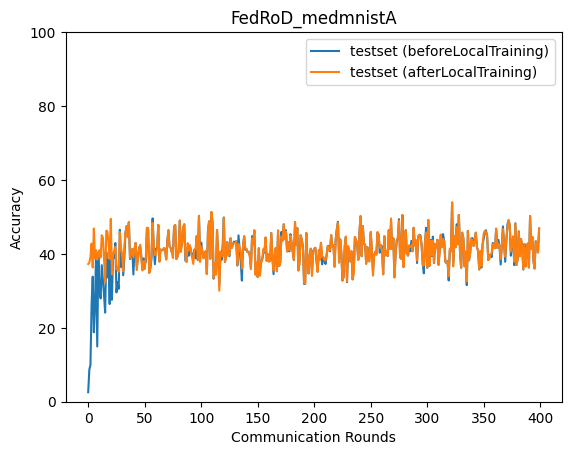 FedRoD_medmnistA
testset (beforeLocalTraining)
testset (afterLocalTraining)
Accuracy
100
80
60
40
20
0
0 50 100 150 200 250 300 350 400
Communication Rounds